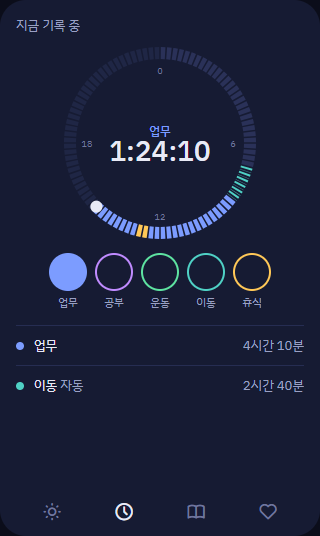 지금 기록 중
0
18
6
업무
1:24:10
12
업무 공부 운동 이동 휴식
업무 4시간 10분
이동 자동 2시간 40분